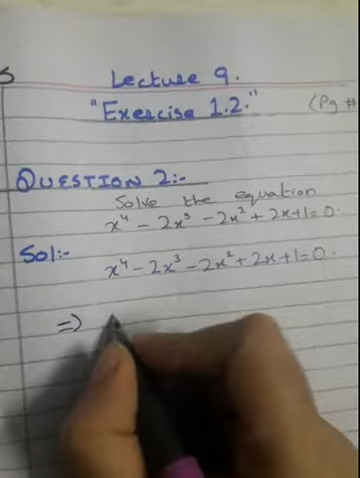 Lecture 9.
"Exercise 1.2."
(Pg #
QUESTION 2:-
Solve the equation
x⁴ - 2x³ - 2x² + 2x + 1 = 0.
Sol:-
x⁴ - 2x³ - 2x² + 2x + 1 = 0.
⇒